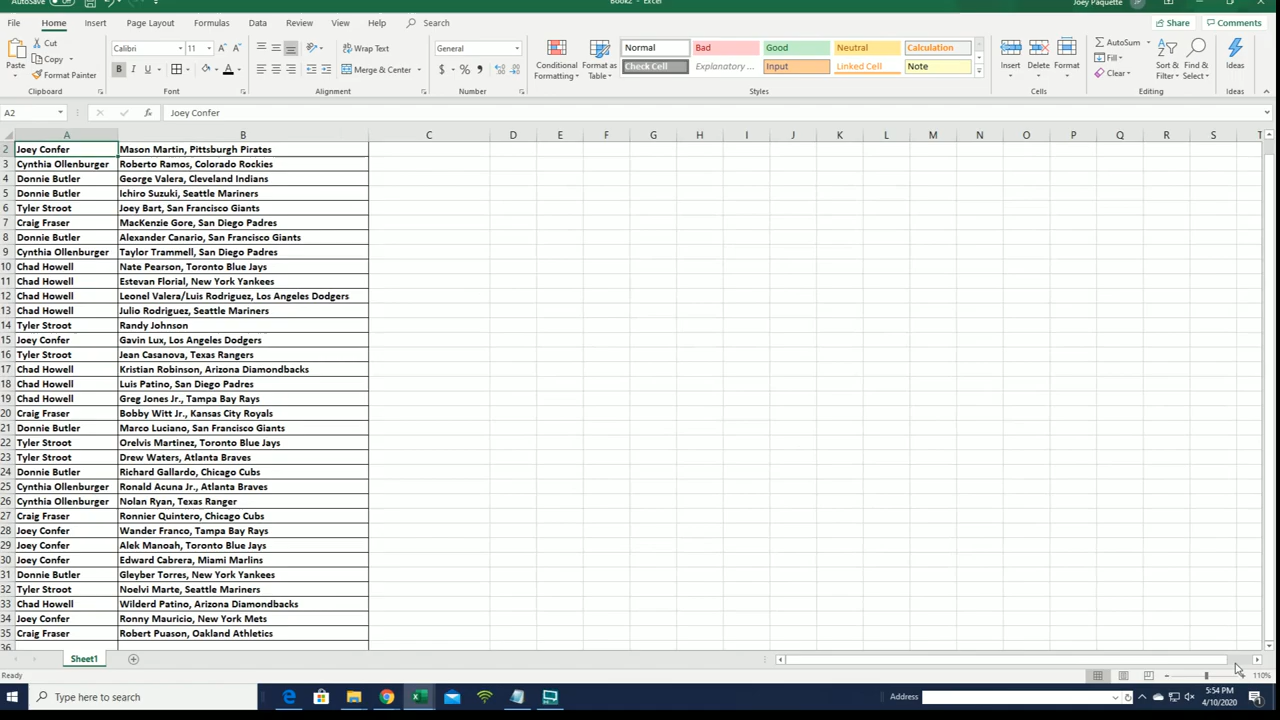 AutoSave Off Book2 - Excel Joey Paquette JP
File Home Insert Page Layout Formulas Data Review View Help Search Share Comments
Paste Cut Copy Format Painter Clipboard
Calibri 11 B I U A A Font
Wrap Text Merge & Center Alignment
General $ % Number
Conditional Formatting Format as Table
Normal Bad Good Neutral Calculation
Check Cell Explanatory ... Input Linked Cell Note
Styles
Insert Delete Format Cells
AutoSum Fill Clear Sort & Filter Find & Select Editing
Ideas Ideas
A2 fx Joey Confer
A B C D E F G H I J K L M N O P Q R S T
2 Joey Confer Mason Martin, Pittsburgh Pirates
3 Cynthia Ollenburger Roberto Ramos, Colorado Rockies
4 Donnie Butler George Valera, Cleveland Indians
5 Donnie Butler Ichiro Suzuki, Seattle Mariners
6 Tyler Stroot Joey Bart, San Francisco Giants
7 Craig Fraser MacKenzie Gore, San Diego Padres
8 Donnie Butler Alexander Canario, San Francisco Giants
9 Cynthia Ollenburger Taylor Trammell, San Diego Padres
10 Chad Howell Nate Pearson, Toronto Blue Jays
11 Chad Howell Estevan Florial, New York Yankees
12 Chad Howell Leonel Valera/Luis Rodriguez, Los Angeles Dodgers
13 Chad Howell Julio Rodriguez, Seattle Mariners
14 Tyler Stroot Randy Johnson
15 Joey Confer Gavin Lux, Los Angeles Dodgers
16 Tyler Stroot Jean Casanova, Texas Rangers
17 Chad Howell Kristian Robinson, Arizona Diamondbacks
18 Chad Howell Luis Patino, San Diego Padres
19 Chad Howell Greg Jones Jr., Tampa Bay Rays
20 Craig Fraser Bobby Witt Jr., Kansas City Royals
21 Donnie Butler Marco Luciano, San Francisco Giants
22 Tyler Stroot Orelvis Martinez, Toronto Blue Jays
23 Tyler Stroot Drew Waters, Atlanta Braves
24 Donnie Butler Richard Gallardo, Chicago Cubs
25 Cynthia Ollenburger Ronald Acuna Jr., Atlanta Braves
26 Cynthia Ollenburger Nolan Ryan, Texas Ranger
27 Craig Fraser Ronnier Quintero, Chicago Cubs
28 Joey Confer Wander Franco, Tampa Bay Rays
29 Joey Confer Alek Manoah, Toronto Blue Jays
30 Joey Confer Edward Cabrera, Miami Marlins
31 Donnie Butler Gleyber Torres, New York Yankees
32 Tyler Stroot Noelvi Marte, Seattle Mariners
33 Chad Howell Wilderd Patino, Arizona Diamondbacks
34 Joey Confer Ronny Mauricio, New York Mets
35 Craig Fraser Robert Puason, Oakland Athletics
36
Sheet1
Ready 110%
Type here to search Address 5:54 PM
4/10/2020